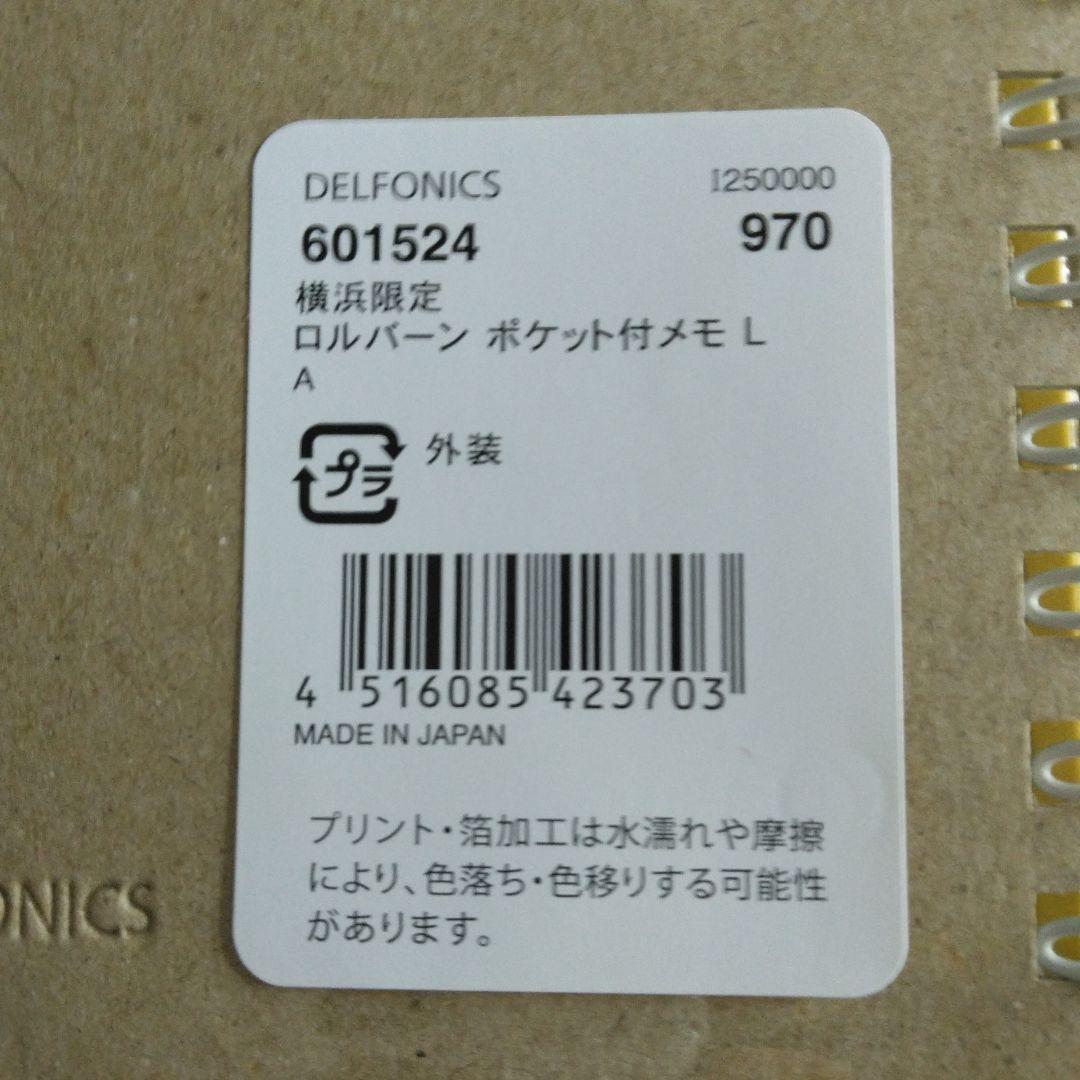 DELFONICS I250000
601524 970
横浜限定
ロルバーン ポケット付メモ L
A
プラ 外装
4 516085 423703
MADE IN JAPAN
プリント・箔加工は水濡れや摩擦
により、色落ち・色移りする可能性
があります。
ONICS